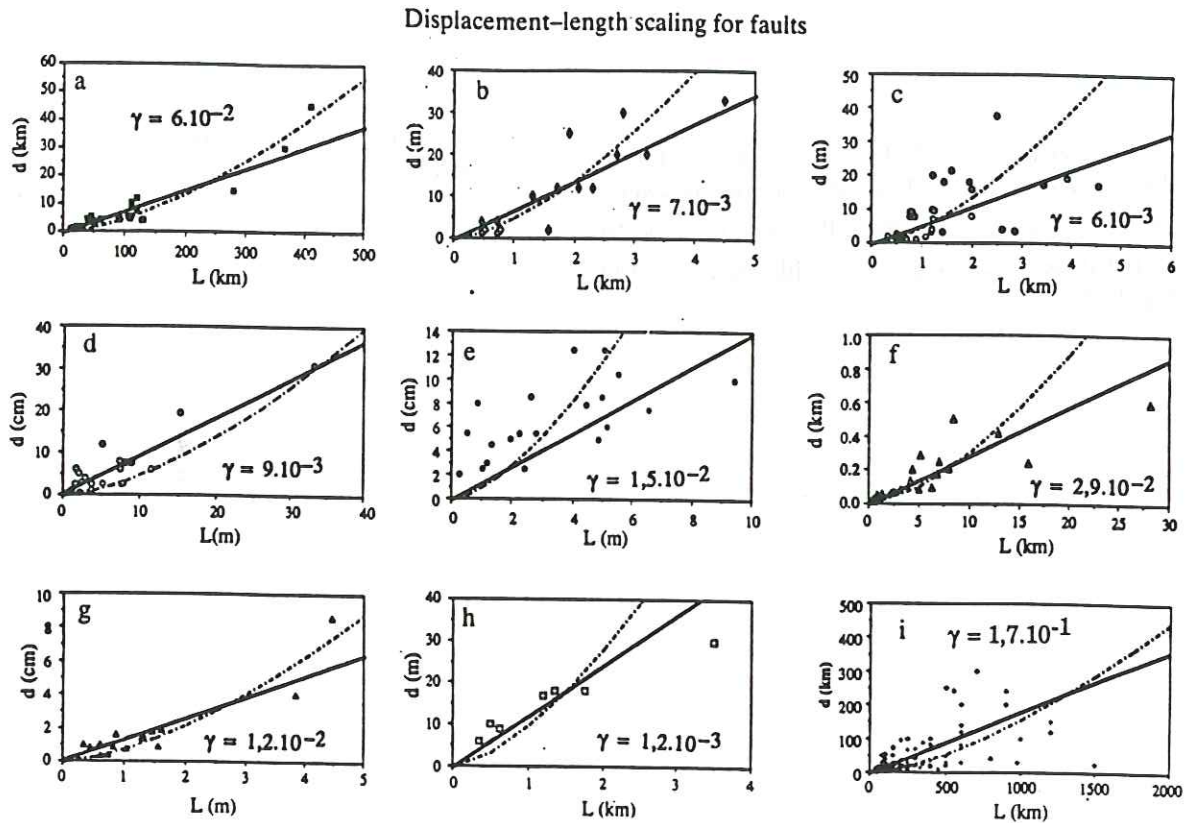 Displacement–length scaling for faults
a
γ = 6.10⁻²
d (km)
60
50
40
30
20
10
0
0 100 200 300 400 500
L (km)
b
γ = 7.10⁻³
d (m)
40
30
20
10
0
0 1 2 3 4 5
L (km)
c
γ = 6.10⁻³
d (m)
50
40
30
20
10
0
0 1 2 3 4 5 6
L (km)
d
γ = 9.10⁻³
d (cm)
40
30
20
10
0
0 10 20 30 40
L(m)
e
γ = 1,5.10⁻²
d (cm)
14
12
10
8
6
4
2
0
0 2 4 6 8 10
L (m)
f
γ = 2,9.10⁻²
d (km)
1.0
0.8
0.6
0.4
0.2
0.0
0 5 10 15 20 25 30
L (km)
g
γ = 1,2.10⁻²
d (cm)
10
8
6
4
2
0
0 1 2 3 4 5
L (m)
h
γ = 1,2.10⁻³
d (m)
40
30
20
10
0
0 1 2 3 4
L (km)
i
γ = 1,7.10⁻¹
d (km)
500
400
300
200
100
0
0 500 1000 1500 2000
L (km)